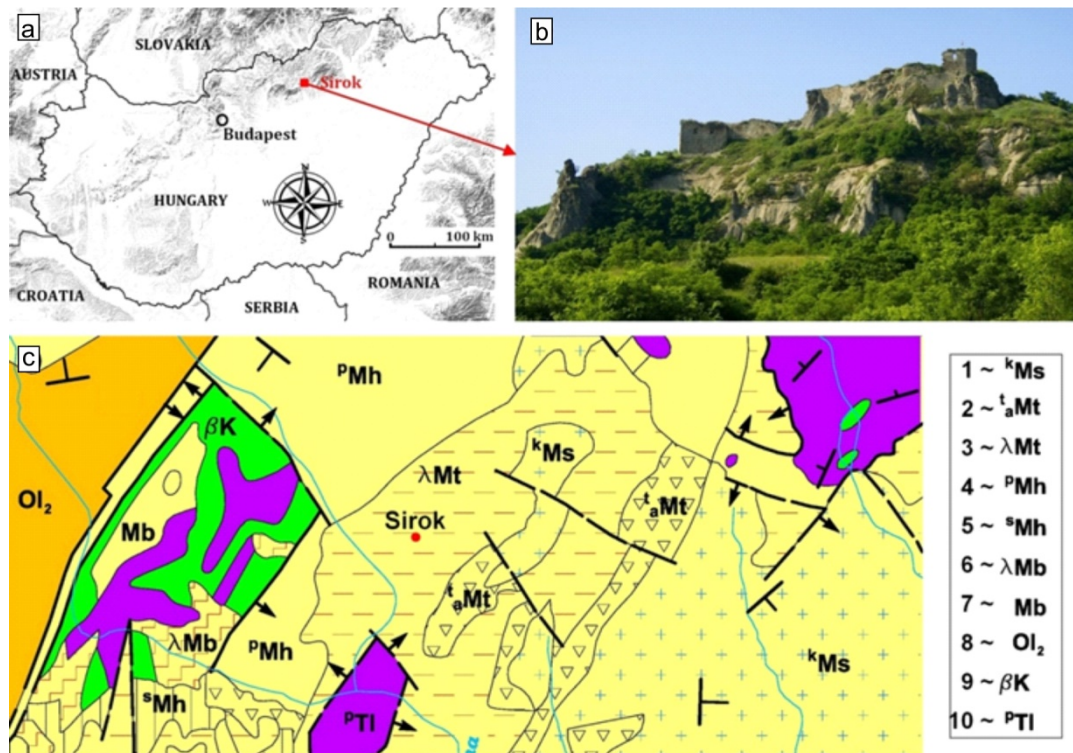 a
SLOVAKIA
AUSTRIA
Sirok
Budapest
HUNGARY
N
W E
S
0 100 km
CROATIA
SERBIA
ROMANIA
b
c
ᵖMh
βK
Ol₂
Mb
λMt
ᵏMs
Sirok
ᵗₐMt
ᵗₐMt
λMb
ᵖMh
ˢMh
ᵖTl
ᵏMs
1 ~ ᵏMs
2 ~ ᵗₐMt
3 ~ λMt
4 ~ ᵖMh
5 ~ ˢMh
6 ~ λMb
7 ~ Mb
8 ~ Ol₂
9 ~ βK
10 ~ ᵖTl